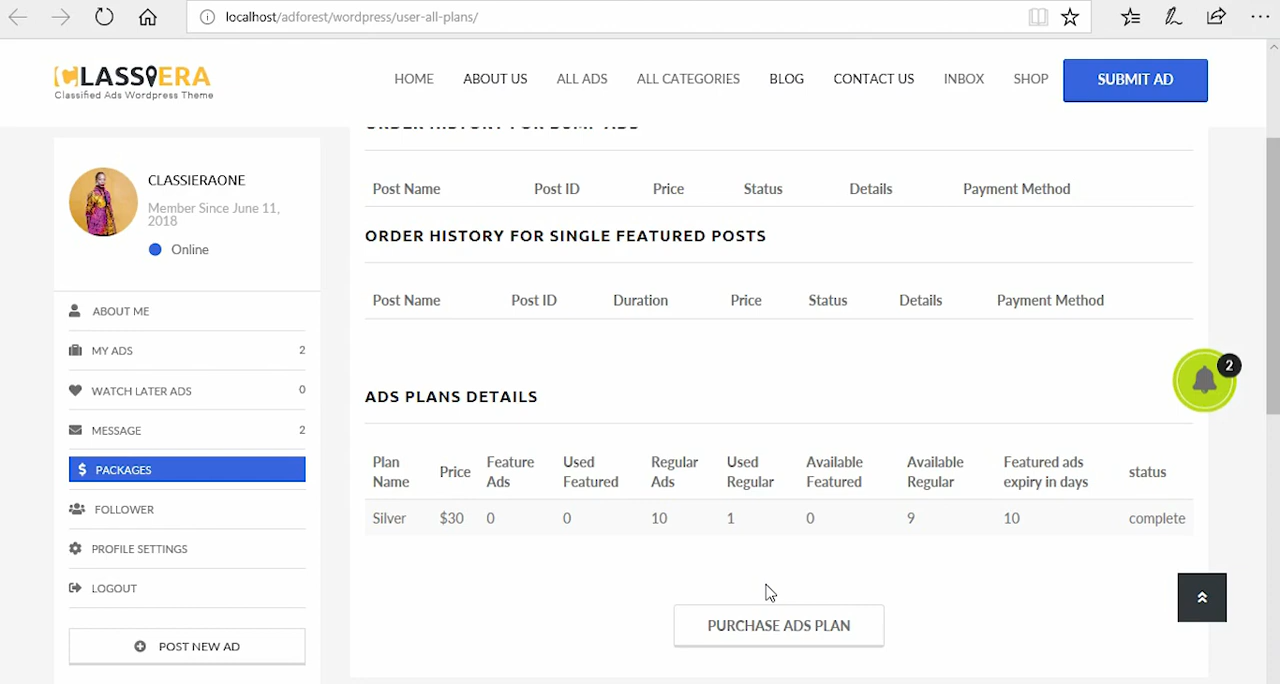 localhost/adforest/wordpress/user-all-plans/
CLASSIERA
Classified Ads Wordpress Theme
HOME ABOUT US ALL ADS ALL CATEGORIES BLOG CONTACT US INBOX SHOP SUBMIT AD
ORDER HISTORY FOR BUMP ADS
CLASSIERAONE
Member Since June 11,
2018
Online
ABOUT ME
MY ADS 2
WATCH LATER ADS 0
MESSAGE 2
$ PACKAGES
FOLLOWER
PROFILE SETTINGS
LOGOUT
POST NEW AD
Post Name Post ID Price Status Details Payment Method
ORDER HISTORY FOR SINGLE FEATURED POSTS
Post Name Post ID Duration Price Status Details Payment Method
2
ADS PLANS DETAILS
Plan Name Price Feature Ads Used Featured Regular Ads Used Regular Available Featured Available Regular Featured ads expiry in days status
Silver $30 0 0 10 1 0 9 10 complete
PURCHASE ADS PLAN